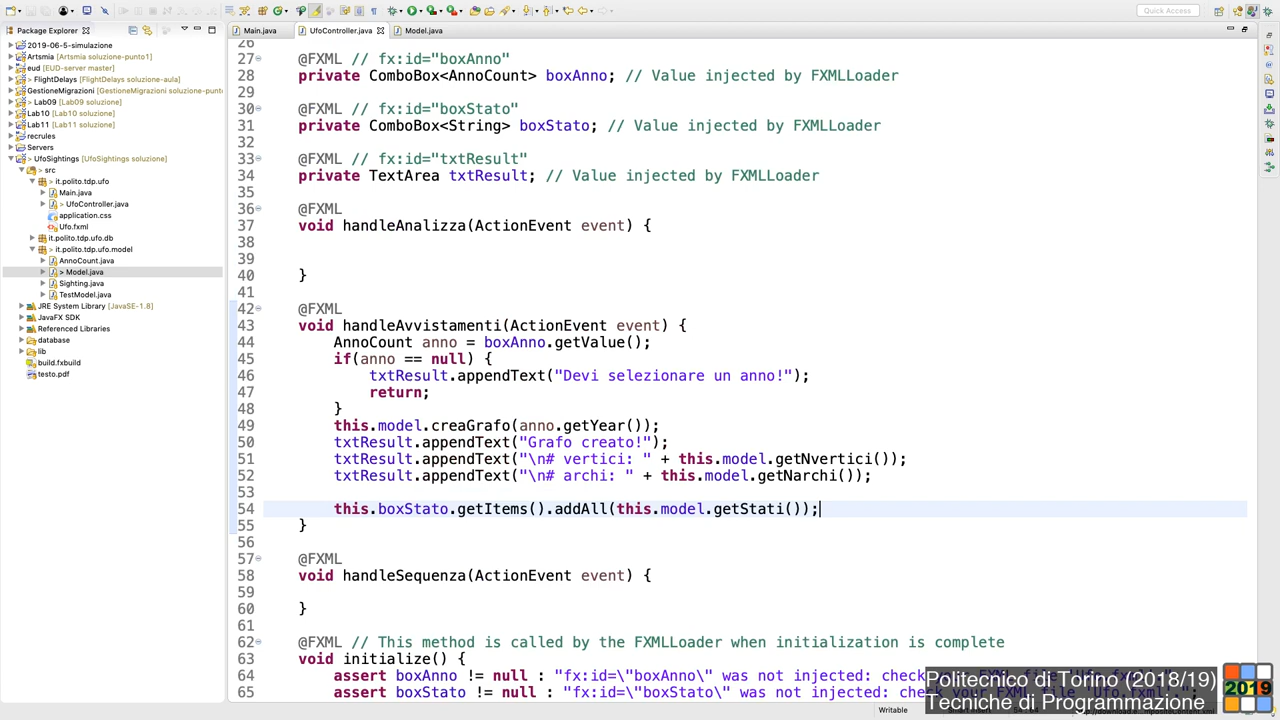 Quick Access
Package Explorer
Main.java
UfoController.java
Model.java
2019-06-5-simulazione
Artsmia (Artsmia soluzione-punto1)
eud (EUD-server master)
> FlightDelays (FlightDelays soluzione-aula)
GestioneMigrazioni (GestioneMigrazioni soluzione-punto
> Lab09 (Lab09 soluzione)
Lab10 (Lab10 soluzione)
Lab11 (Lab11 soluzione)
recrules
Servers
> UfoSightings (UfoSightings soluzione)
> src
> it.polito.tdp.ufo
Main.java
> UfoController.java
application.css
Ufo.fxml
it.polito.tdp.ufo.db
> it.polito.tdp.ufo.model
AnnoCount.java
> Model.java
Sighting.java
TestModel.java
JRE System Library [JavaSE-1.8]
JavaFX SDK
Referenced Libraries
database
lib
build.fxbuild
testo.pdf
26
27 @FXML // fx:id="boxAnno"
28 private ComboBox<AnnoCount> boxAnno; // Value injected by FXMLLoader
29
30 @FXML // fx:id="boxStato"
31 private ComboBox<String> boxStato; // Value injected by FXMLLoader
32
33 @FXML // fx:id="txtResult"
34 private TextArea txtResult; // Value injected by FXMLLoader
35
36 @FXML
37 void handleAnalizza(ActionEvent event) {
38
39
40 }
41
42 @FXML
43 void handleAvvistamenti(ActionEvent event) {
44 AnnoCount anno = boxAnno.getValue();
45 if(anno == null) {
46 txtResult.appendText("Devi selezionare un anno!");
47 return;
48 }
49 this.model.creaGrafo(anno.getYear());
50 txtResult.appendText("Grafo creato!");
51 txtResult.appendText("\n# vertici: " + this.model.getNvertici());
52 txtResult.appendText("\n# archi: " + this.model.getNarchi());
53
54 this.boxStato.getItems().addAll(this.model.getStati());
55 }
56
57 @FXML
58 void handleSequenza(ActionEvent event) {
59
60 }
61
62 @FXML // This method is called by the FXMLLoader when initialization is complete
63 void initialize() {
64 assert boxAnno != null : "fx:id=\"boxAnno\" was not injected: check
65 assert boxStato != null : "fx:id=\"boxStato\" was not injected: check your FXML file 'Ufo.fxml'.";
Politecnico di Torino (2018/19)
Tecniche di Programmazione
2019
Writable